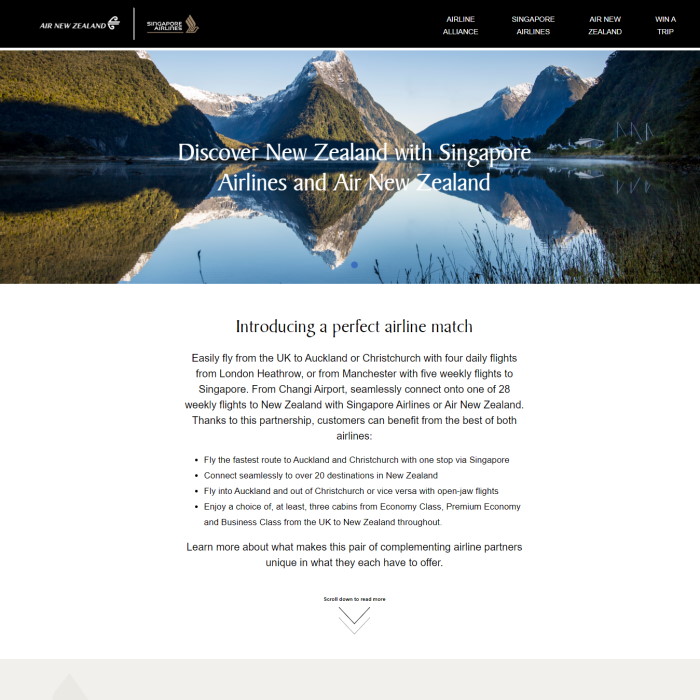 AIR NEW ZEALAND
SINGAPORE
AIRLINES
AIRLINE
ALLIANCE
SINGAPORE
AIRLINES
AIR NEW
ZEALAND
WIN A
TRIP
Discover New Zealand with Singapore
Airlines and Air New Zealand
Introducing a perfect airline match
Easily fly from the UK to Auckland or Christchurch with four daily flights
from London Heathrow, or from Manchester with five weekly flights to
Singapore. From Changi Airport, seamlessly connect onto one of 28
weekly flights to New Zealand with Singapore Airlines or Air New Zealand.
Thanks to this partnership, customers can benefit from the best of both
airlines:
• Fly the fastest route to Auckland and Christchurch with one stop via Singapore
• Connect seamlessly to over 20 destinations in New Zealand
• Fly into Auckland and out of Christchurch or vice versa with open-jaw flights
• Enjoy a choice of, at least, three cabins from Economy Class, Premium Economy
and Business Class from the UK to New Zealand throughout.
Learn more about what makes this pair of complementing airline partners
unique in what they each have to offer.
Scroll down to read more